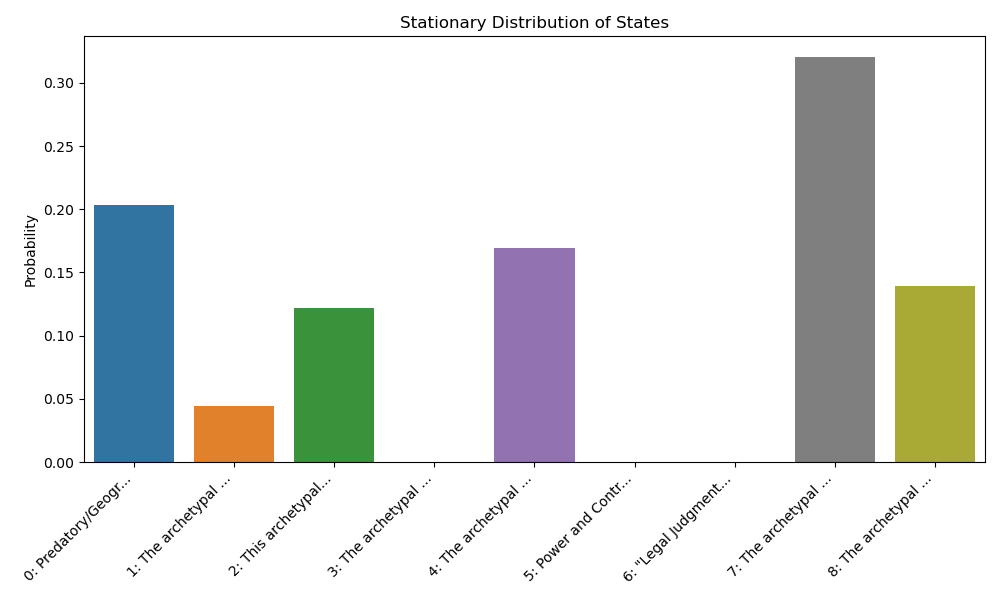 Stationary Distribution of States
Probability
0.30
0.25
0.20
0.15
0.10
0.05
0.00
0: Predatory/Geogr...
1: The archetypal ...
2: This archetypal...
3: The archetypal ...
4: The archetypal ...
5: Power and Contr...
6: "Legal Judgment...
7: The archetypal ...
8: The archetypal ...